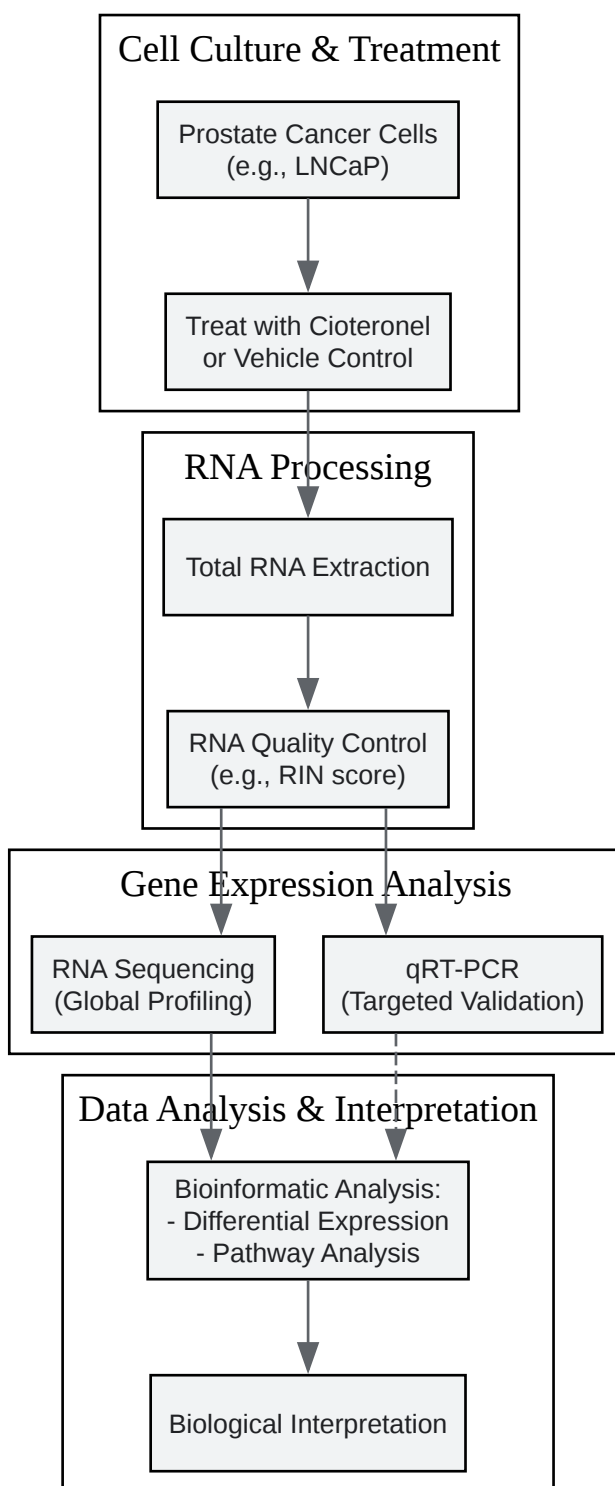 Cell Culture & Treatment
Prostate Cancer Cells
(e.g., LNCaP)
Treat with Cioteronel
or Vehicle Control
RNA Processing
Total RNA Extraction
RNA Quality Control
(e.g., RIN score)
Gene Expression Analysis
RNA Sequencing
(Global Profiling)
qRT-PCR
(Targeted Validation)
Data Analysis & Interpretation
Bioinformatic Analysis:
- Differential Expression
- Pathway Analysis
Biological Interpretation